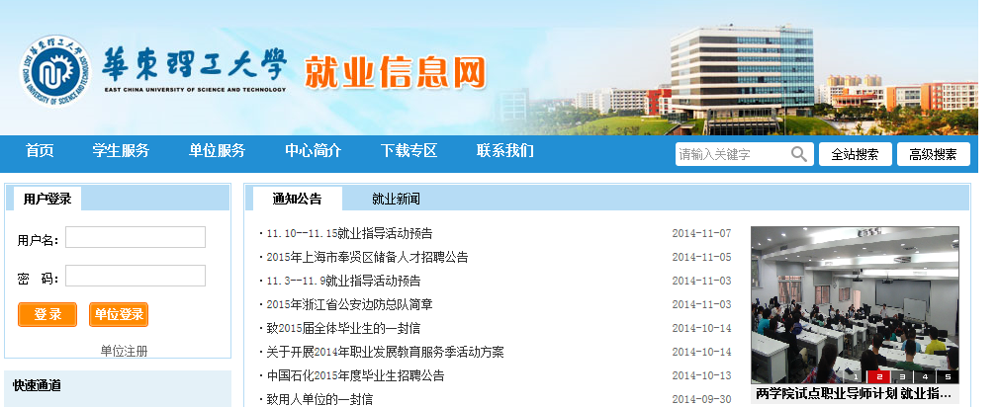 華東理工大學
EAST CHINA UNIVERSITY OF SCIENCE AND TECHNOLOGY
就业信息网
首页 学生服务 单位服务 中心简介 下载专区 联系我们
请输入关键字 全站搜索 高级搜索
用户登录
用户名:
密 码:
登 录 单位登录
单位注册
快速通道
通知公告 就业新闻
·11.10--11.15就业指导活动预告 2014-11-07
·2015年上海市奉贤区储备人才招聘公告 2014-11-05
·11.3--11.9就业指导活动预告 2014-11-03
·2015年浙江省公安边防总队简章 2014-11-03
·致2015届全体毕业生的一封信 2014-10-14
·关于开展2014年职业发展教育服务季活动方案 2014-10-14
·中国石化2015年度毕业生招聘公告 2014-10-13
·致用人单位的一封信 2014-09-30
1 2 3 4 5
两学院试点职业导师计划 就业指...